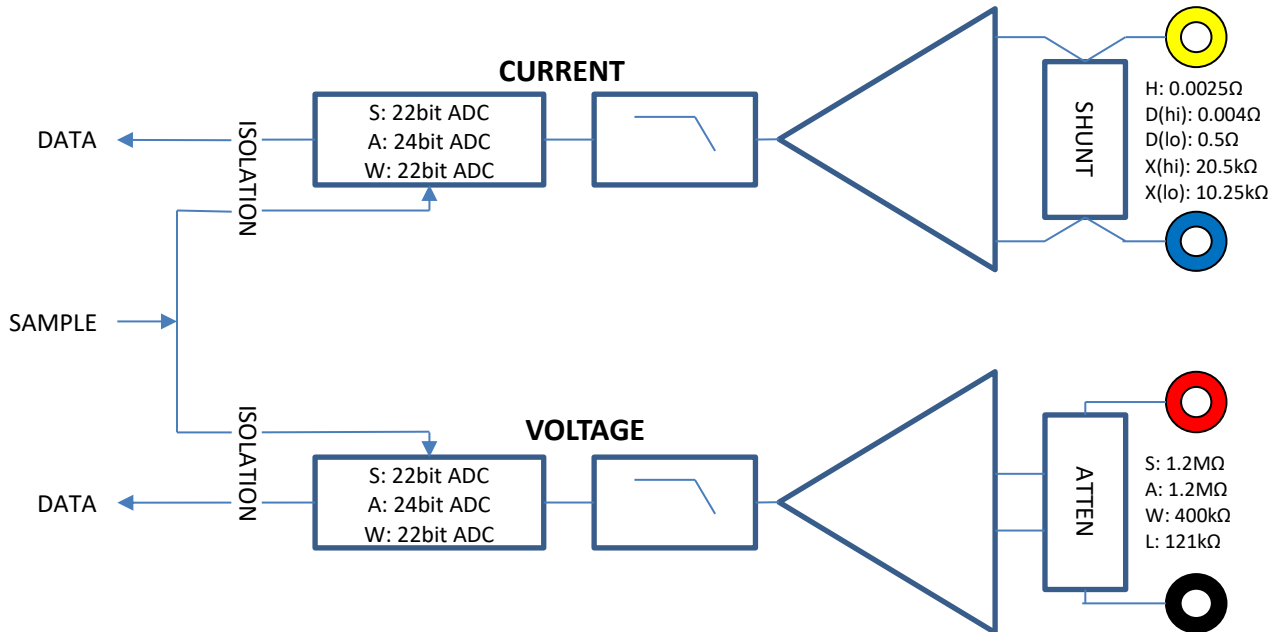 CURRENT
S: 22bit ADC
A: 24bit ADC
W: 22bit ADC
DATA
ISOLATION
SHUNT
H: 0.0025Ω
D(hi): 0.004Ω
D(lo): 0.5Ω
X(hi): 20.5kΩ
X(lo): 10.25kΩ
SAMPLE
VOLTAGE
S: 22bit ADC
A: 24bit ADC
W: 22bit ADC
DATA
ISOLATION
ATTEN
S: 1.2MΩ
A: 1.2MΩ
W: 400kΩ
L: 121kΩ